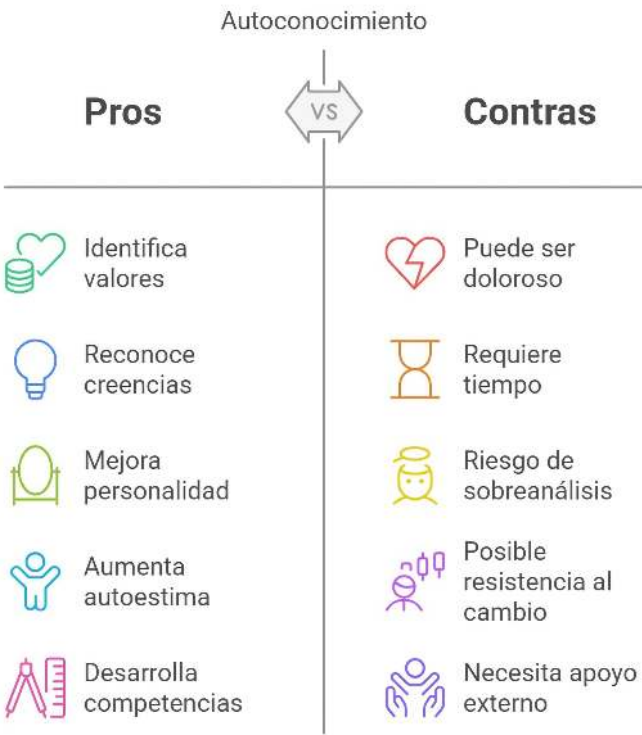 Autoconocimiento
Pros
VS
Contras
Identifica
valores
Puede ser
doloroso
Reconoce
creencias
Requiere
tiempo
Mejora
personalidad
Riesgo de
sobreanálisis
Aumenta
autoestima
Posible
resistencia al
cambio
Desarrolla
competencias
Necesita apoyo
externo